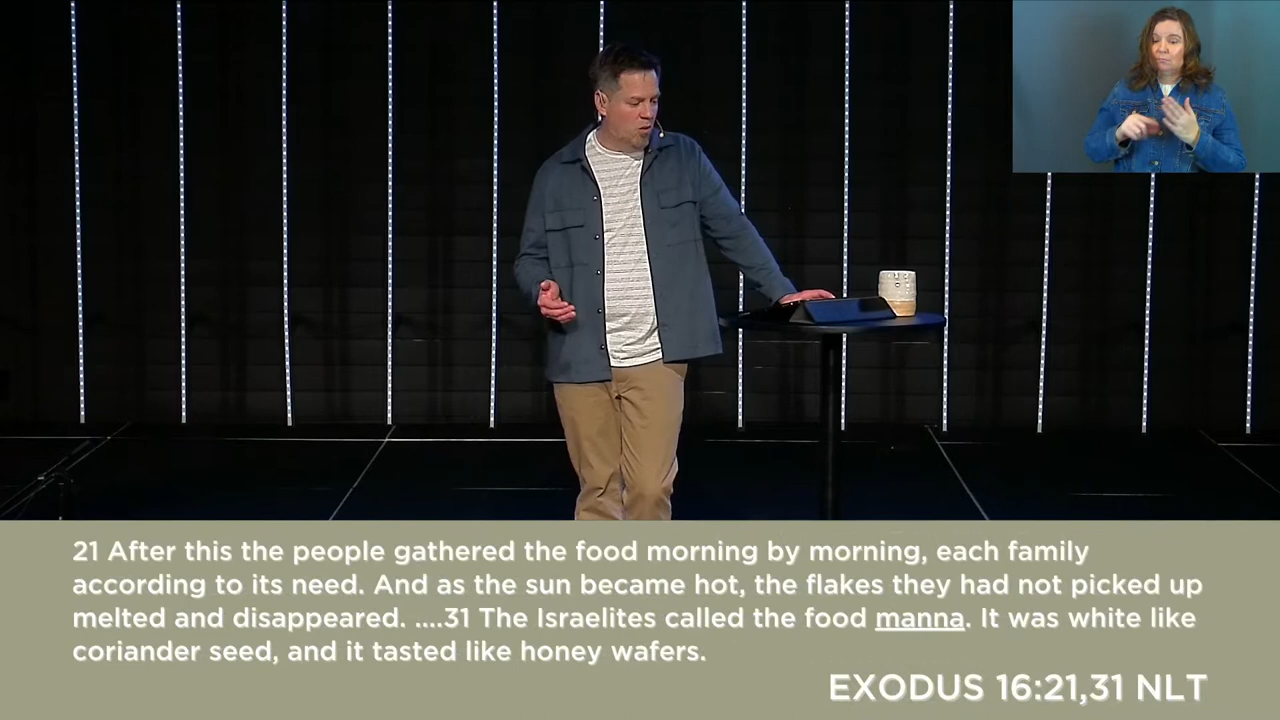 21 After this the people gathered the food morning by morning, each family
according to its need. And as the sun became hot, the flakes they had not picked up
melted and disappeared. ....31 The Israelites called the food manna. It was white like
coriander seed, and it tasted like honey wafers.
EXODUS 16:21,31 NLT